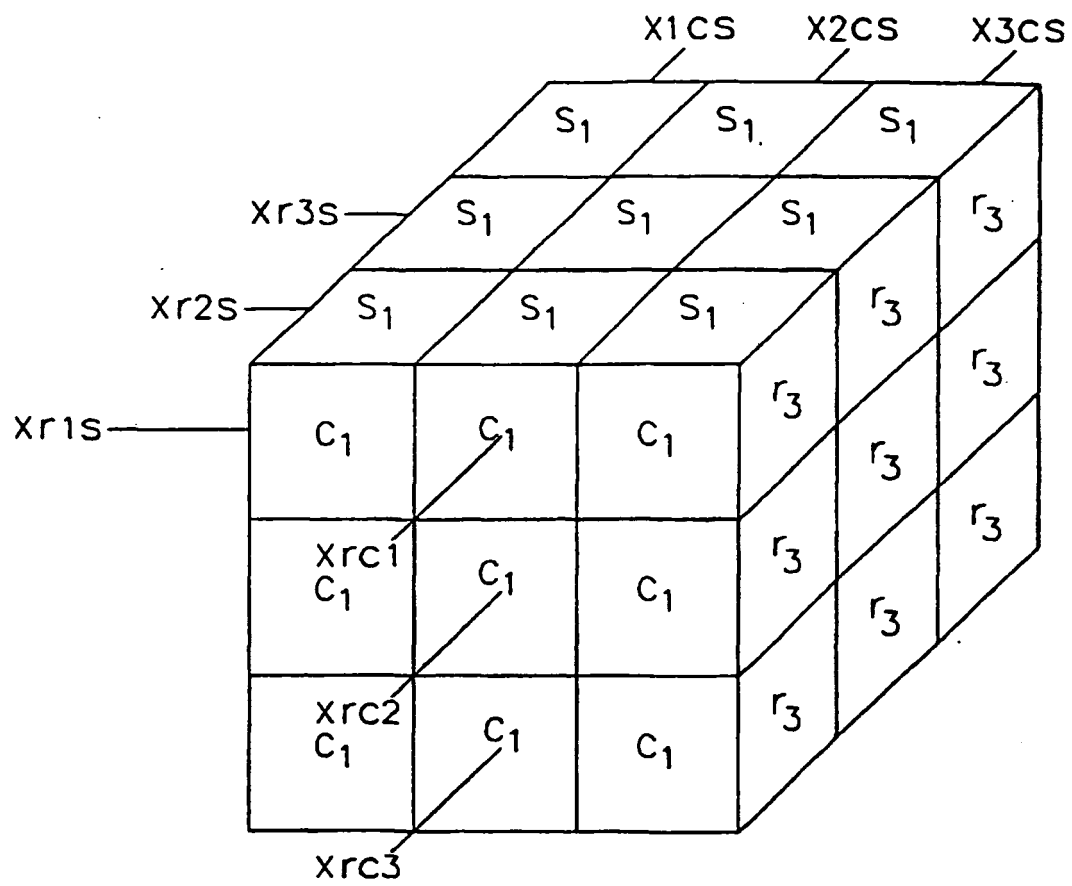 X1CS X2CS X3CS
S₁ S₁ S₁
Xr3S S₁ S₁ S₁ r₃
Xr2S S₁ S₁ S₁ r₃
r₃
Xr1S C₁ C₁ C₁ r₃
r₃
r₃
Xrc1
C₁ C₁ C₁ r₃
r₃
Xrc2
C₁ C₁ C₁ r₃
Xrc3